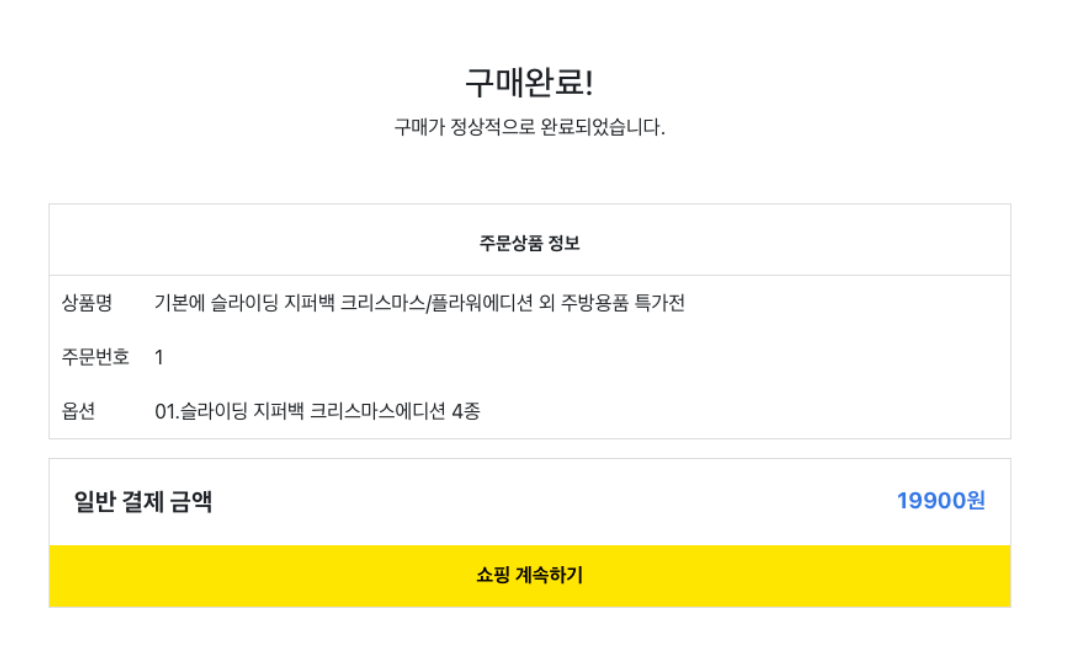 구매완료!
구매가 정상적으로 완료되었습니다.
주문상품 정보
상품명 기본에 슬라이딩 지퍼백 크리스마스/플라워에디션 외 주방용품 특가전
주문번호 1
옵션 01.슬라이딩 지퍼백 크리스마스에디션 4종
일반 결제 금액 19900원
쇼핑 계속하기